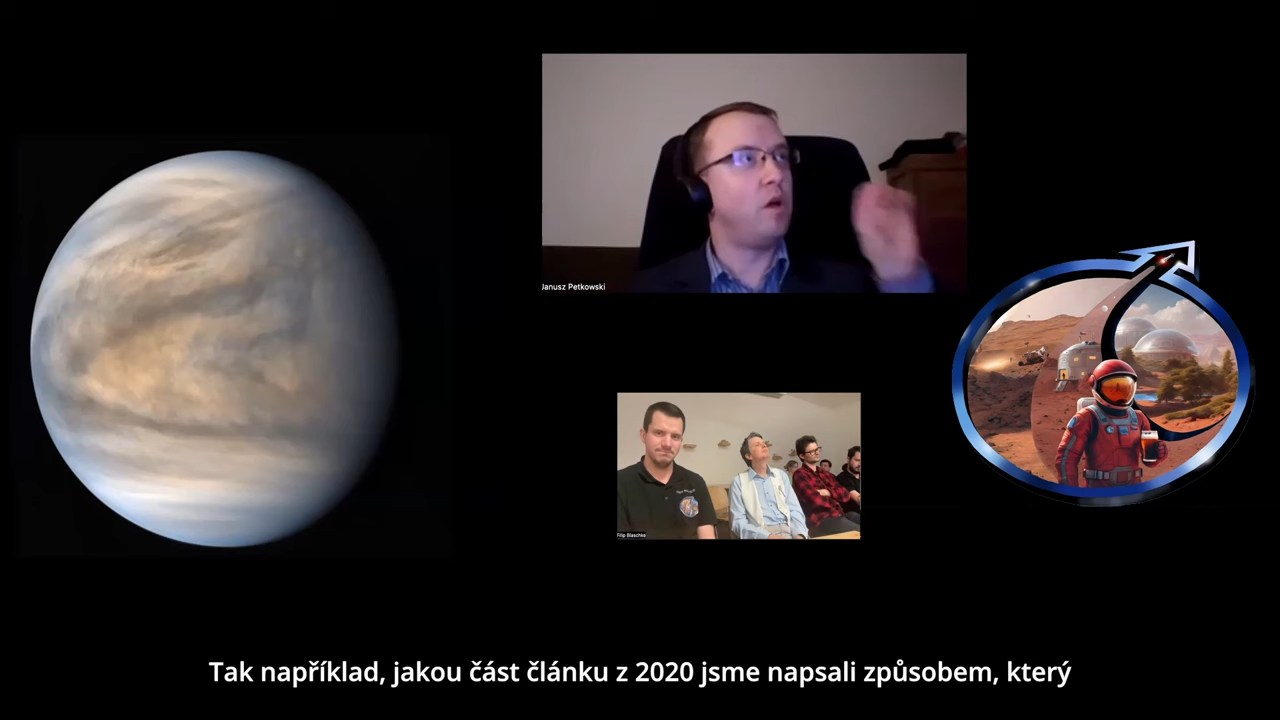 Janusz Petkowski
Filip Blaschke
Tak například, jakou část článku z 2020 jsme napsali způsobem, který